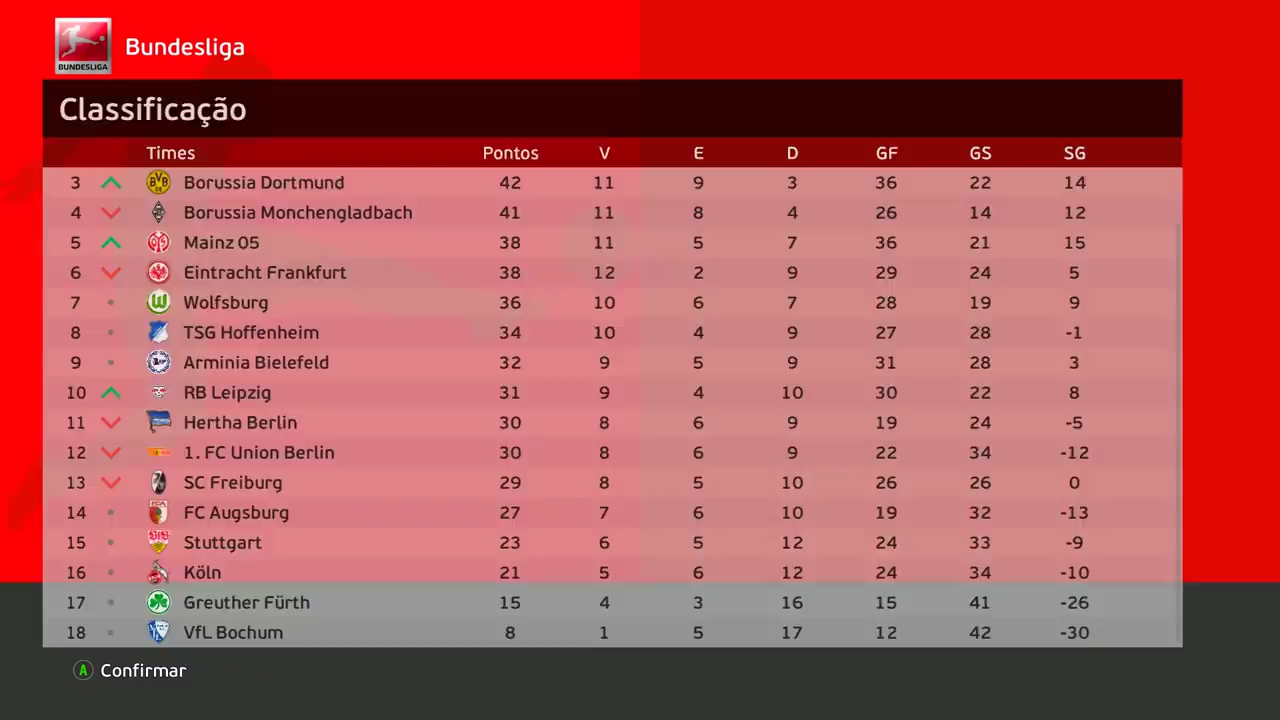 BUNDESLIGA
Bundesliga
Classificação
Times Pontos V E D GF GS SG
3 Borussia Dortmund 42 11 9 3 36 22 14
4 Borussia Monchengladbach 41 11 8 4 26 14 12
5 Mainz 05 38 11 5 7 36 21 15
6 Eintracht Frankfurt 38 12 2 9 29 24 5
7 Wolfsburg 36 10 6 7 28 19 9
8 TSG Hoffenheim 34 10 4 9 27 28 -1
9 Arminia Bielefeld 32 9 5 9 31 28 3
10 RB Leipzig 31 9 4 10 30 22 8
11 Hertha Berlin 30 8 6 9 19 24 -5
12 1. FC Union Berlin 30 8 6 9 22 34 -12
13 SC Freiburg 29 8 5 10 26 26 0
14 FC Augsburg 27 7 6 10 19 32 -13
15 Stuttgart 23 6 5 12 24 33 -9
16 Köln 21 5 6 12 24 34 -10
17 Greuther Fürth 15 4 3 16 15 41 -26
18 VfL Bochum 8 1 5 17 12 42 -30
A Confirmar